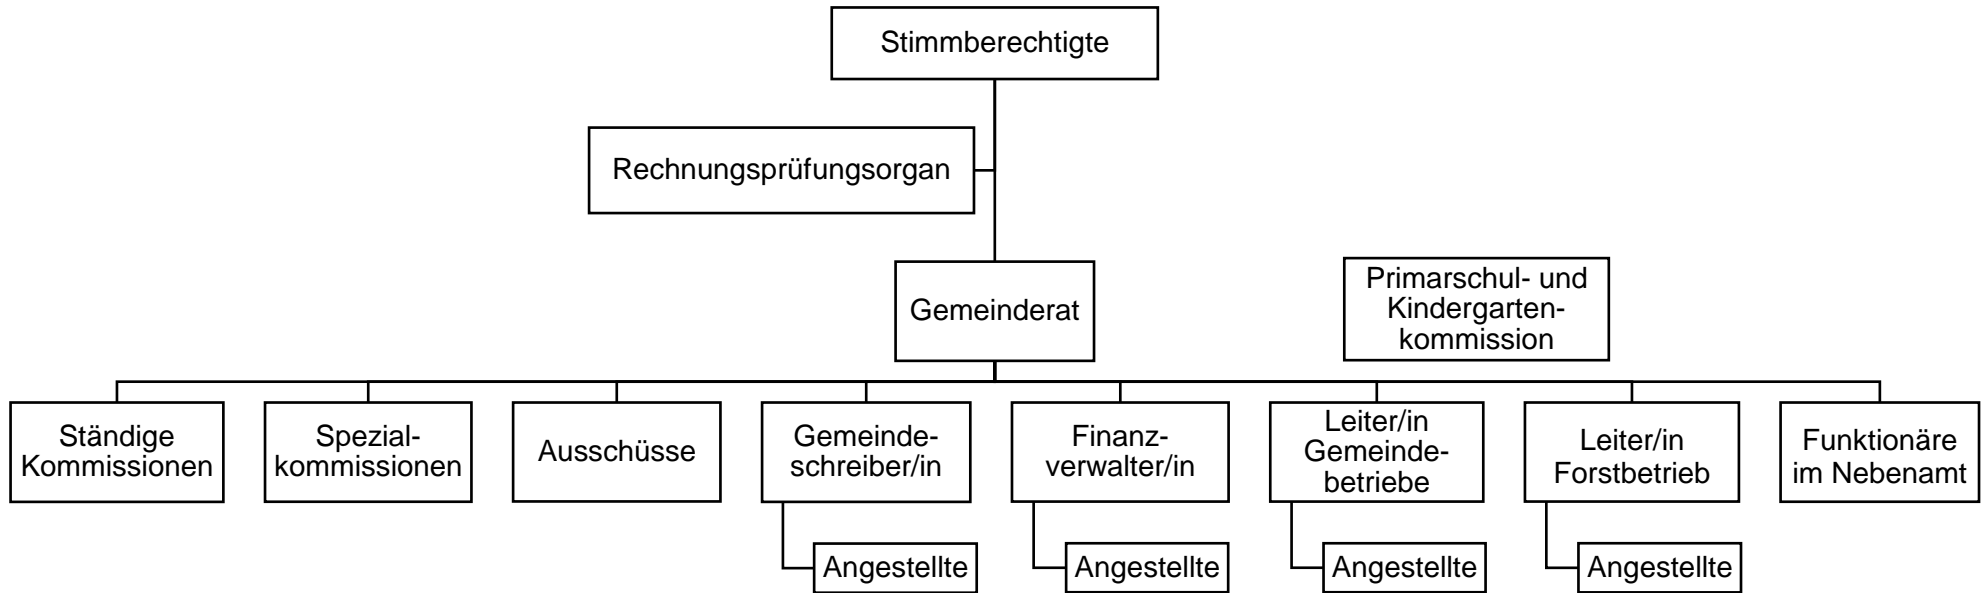 Stimmberechtigte
Rechnungsprüfungsorgan
Gemeinderat
Primarschul- und
Kindergarten-
kommission
Ständige
Kommissionen
Spezial-
kommissionen
Ausschüsse
Gemeinde-
schreiber/in
Finanz-
verwalter/in
Leiter/in
Gemeinde-
betriebe
Leiter/in
Forstbetrieb
Funktionäre
im Nebenamt
Angestellte
Angestellte
Angestellte
Angestellte